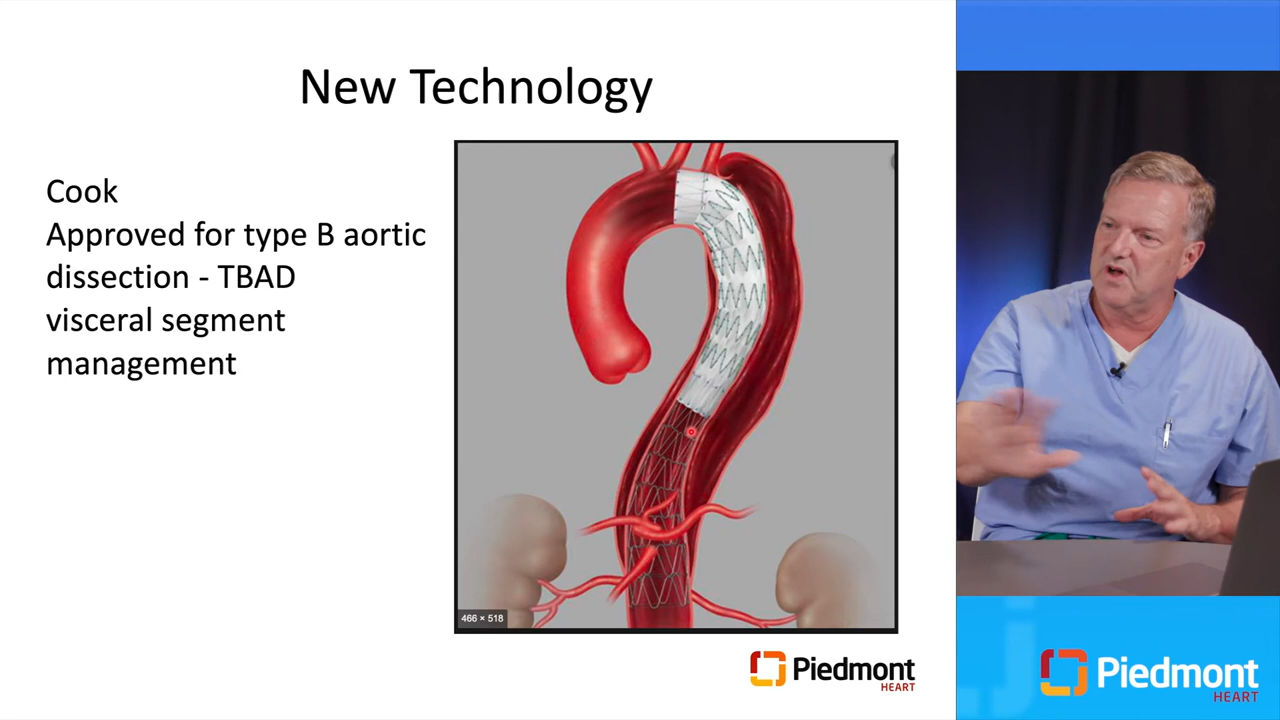 New Technology
Cook
Approved for type B aortic
dissection - TBAD
visceral segment
management
466 × 518
Piedmont
HEART
Piedmont
HEART